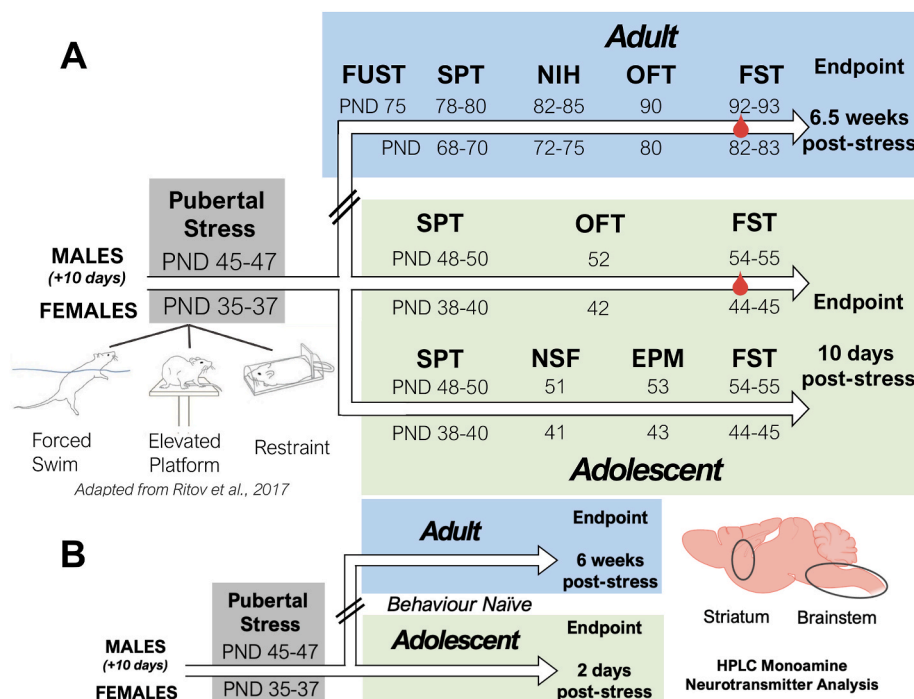 A
Adult
FUST SPT NIH OFT FST
PND 75 78-80 82-85 90 92-93
PND 68-70 72-75 80 82-83
Endpoint
6.5 weeks
post-stress
Pubertal
Stress
MALES
(+10 days)
PND 45-47
FEMALES
PND 35-37
SPT OFT FST
PND 48-50 52 54-55
PND 38-40 42 44-45
SPT NSF EPM FST
PND 48-50 51 53 54-55
PND 38-40 41 43 44-45
Endpoint
10 days
post-stress
Adolescent
Forced
Swim
Elevated
Platform
Restraint
Adapted from Ritov et al., 2017
B
Adult
Endpoint
6 weeks
post-stress
Behaviour Naïve
Pubertal
Stress
MALES
(+10 days)
PND 45-47
FEMALES
PND 35-37
Adolescent
Endpoint
2 days
post-stress
Striatum Brainstem
HPLC Monoamine
Neurotransmitter Analysis